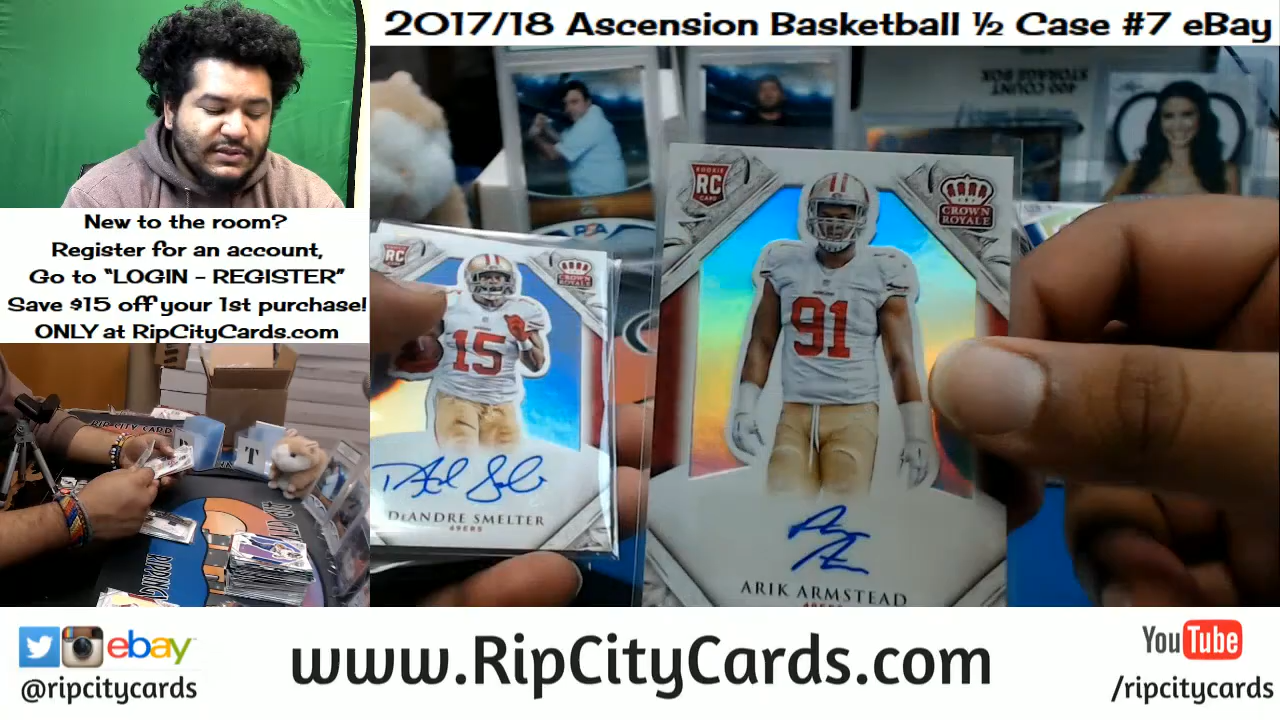 2017/18 Ascension Basketball ½ Case #7 eBay
New to the room?
Register for an account,
Go to “LOGIN – REGISTER”
Save $15 off your 1st purchase!
ONLY at RipCityCards.com
400 COUNT
STORAGE BOX
ROOKIE
RC
CARD
CROWN
ROYALE
91
ARIK ARMSTEAD
49ERS
RC
CROWN
ROYALE
15
DeANDRE SMELTER
49ERS
PSA
T
RIPPING
ebay
@ripcitycards
www.RipCityCards.com
YouTube
/ripcitycards